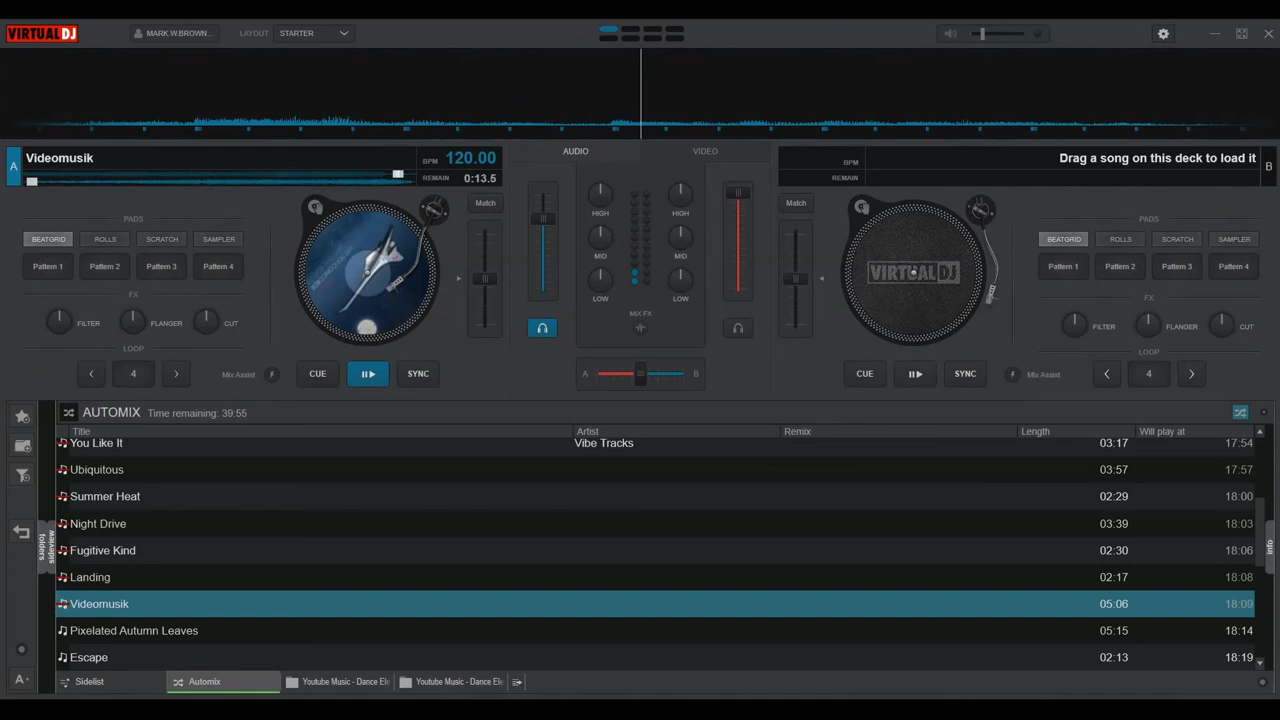 VIRTUAL DJ
MARK.W.BROWN...
LAYOUT
STARTER
A
Videomusik
BPM 120.00
REMAIN 0:13.5
AUDIO
VIDEO
BPM
REMAIN
Drag a song on this deck to load it
B
PADS
BEATGRID
ROLLS
SCRATCH
SAMPLER
Pattern 1
Pattern 2
Pattern 3
Pattern 4
FX
FILTER
FLANGER
CUT
LOOP
4
Mix Assist
CUE
SYNC
Match
HIGH
MID
LOW
HIGH
MID
LOW
MIX FX
A
B
Match
VIRTUAL DJ
PADS
BEATGRID
ROLLS
SCRATCH
SAMPLER
Pattern 1
Pattern 2
Pattern 3
Pattern 4
FX
FILTER
FLANGER
CUT
LOOP
CUE
SYNC
Mix Assist
4
AUTOMIX Time remaining: 39:55
Title Artist Remix Length Will play at
You Like It Vibe Tracks 03:17 17:54
Ubiquitous 03:57 17:57
Summer Heat 02:29 18:00
Night Drive 03:39 18:03
Fugitive Kind 02:30 18:06
Landing 02:17 18:08
Videomusik 05:06 18:09
Pixelated Autumn Leaves 05:15 18:14
Escape 02:13 18:19
folders
sideview
info
A
Sidelist
Automix
Youtube Music - Dance Ele
Youtube Music - Dance Ele